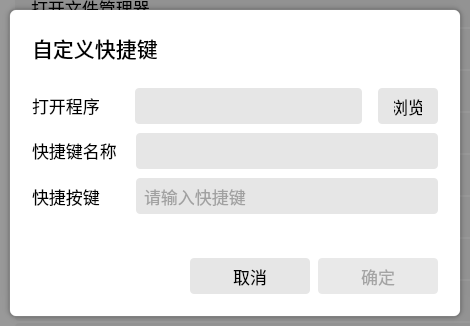 打开文件管理器
自定义快捷键
打开程序
浏览
快捷键名称
快捷按键
请输入快捷键
取消
确定